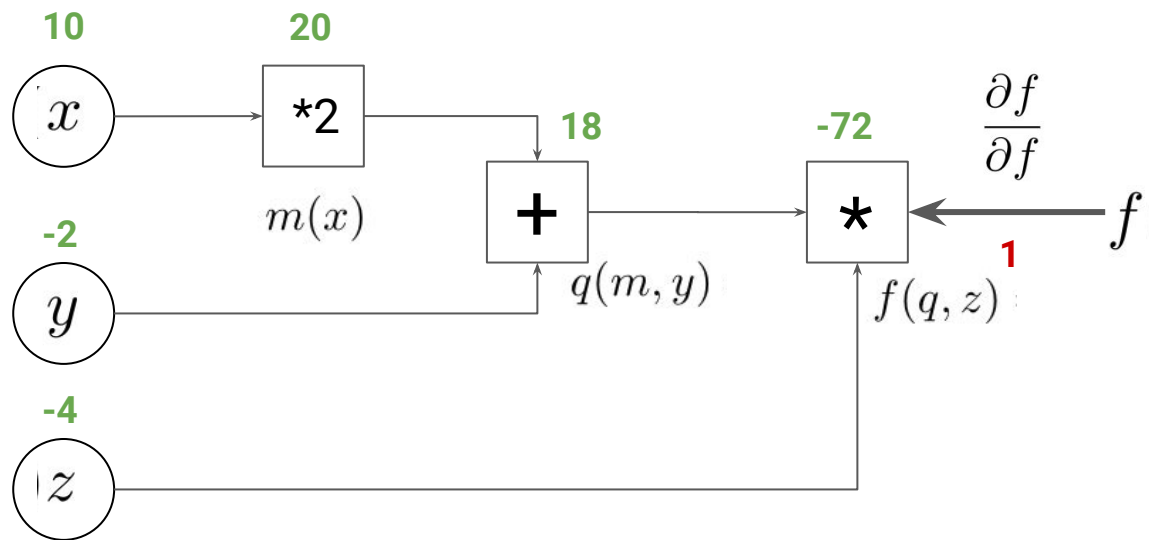 10
20
x
*2
18
-72
∂f
∂f
m(x)
-2
+
*
f
1
q(m, y)
f(q, z)
y
-4
z